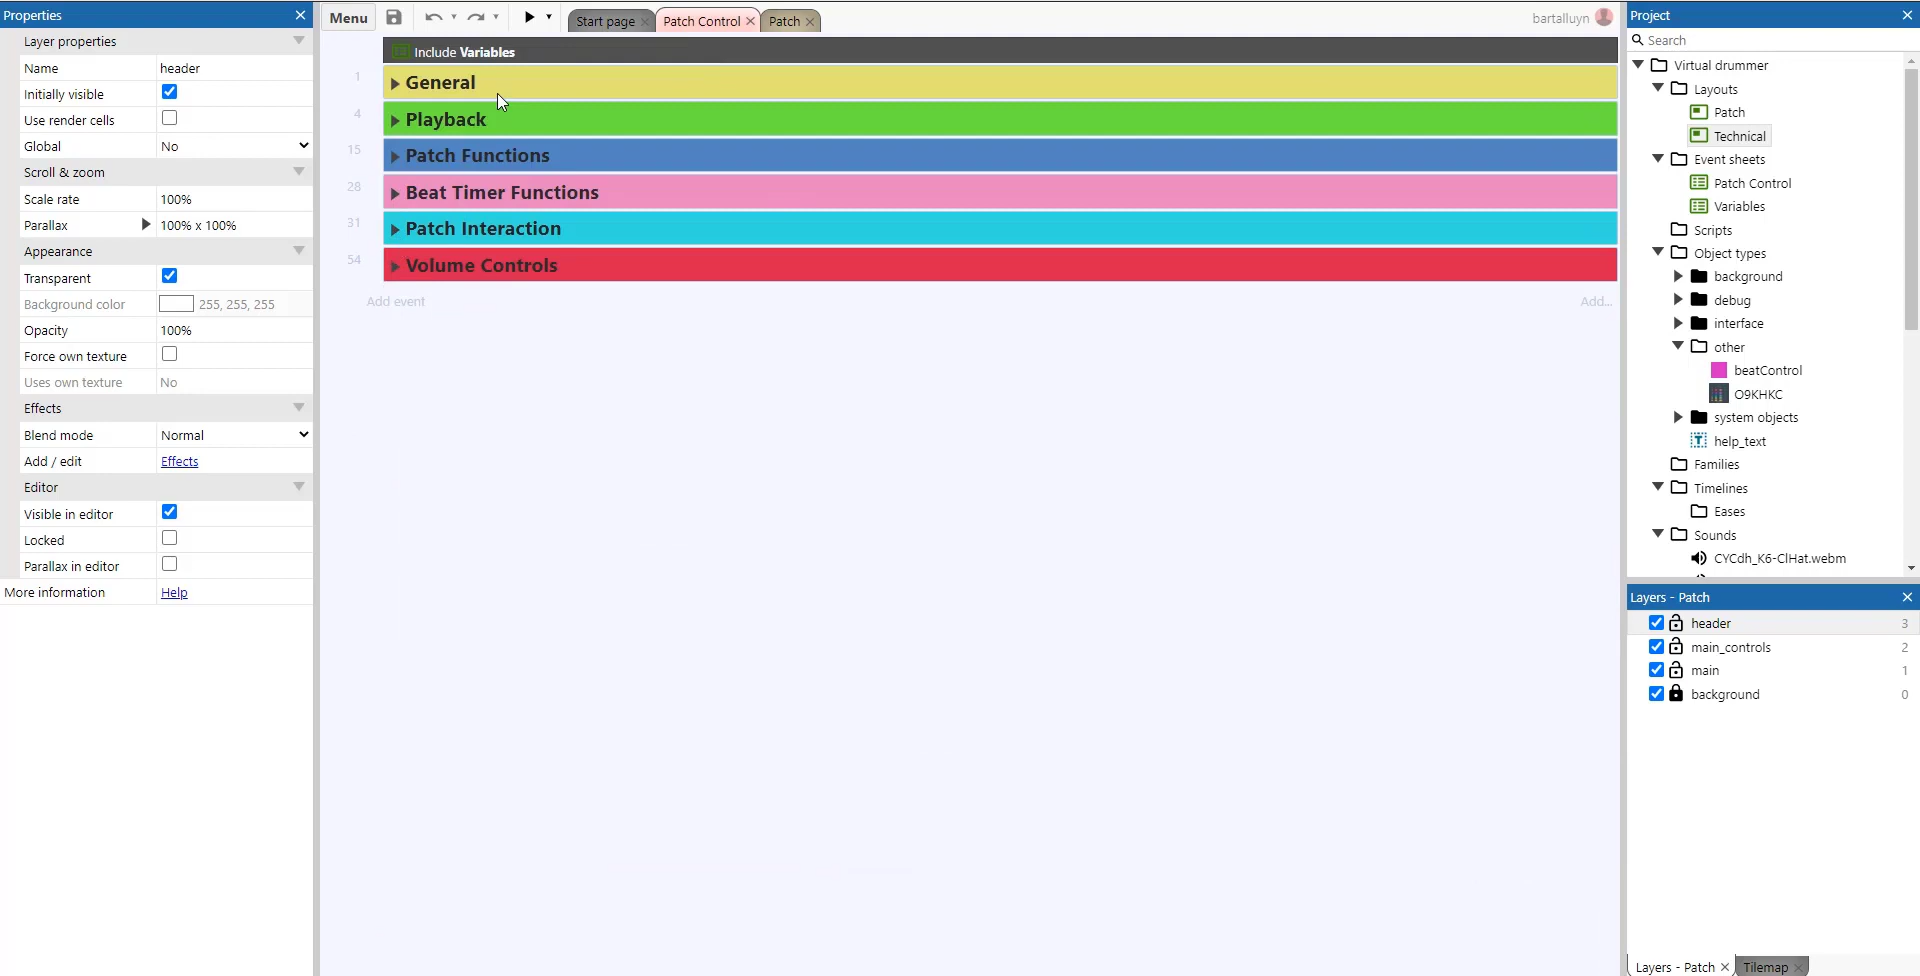 Properties
Layer properties
Name header
Initially visible
Use render cells
Global No
Scroll & zoom
Scale rate 100%
Parallax 100% x 100%
Appearance
Transparent
Background color 255, 255, 255
Opacity 100%
Force own texture
Uses own texture No
Effects
Blend mode Normal
Add / edit Effects
Editor
Visible in editor
Locked
Parallax in editor
More information Help
Menu
Start page
Patch Control
Patch
bartalluyn
Include Variables
1 General
4 Playback
15 Patch Functions
28 Beat Timer Functions
31 Patch Interaction
54 Volume Controls
Add event
Add...
Project
Search
Virtual drummer
Layouts
Patch
Technical
Event sheets
Patch Control
Variables
Scripts
Object types
background
debug
interface
other
beatControl
O9KHKC
system objects
help_text
Families
Timelines
Eases
Sounds
CYCdh_K6-ClHat.webm
Layers - Patch
header 3
main_controls 2
main 1
background 0
Layers - Patch
Tilemap